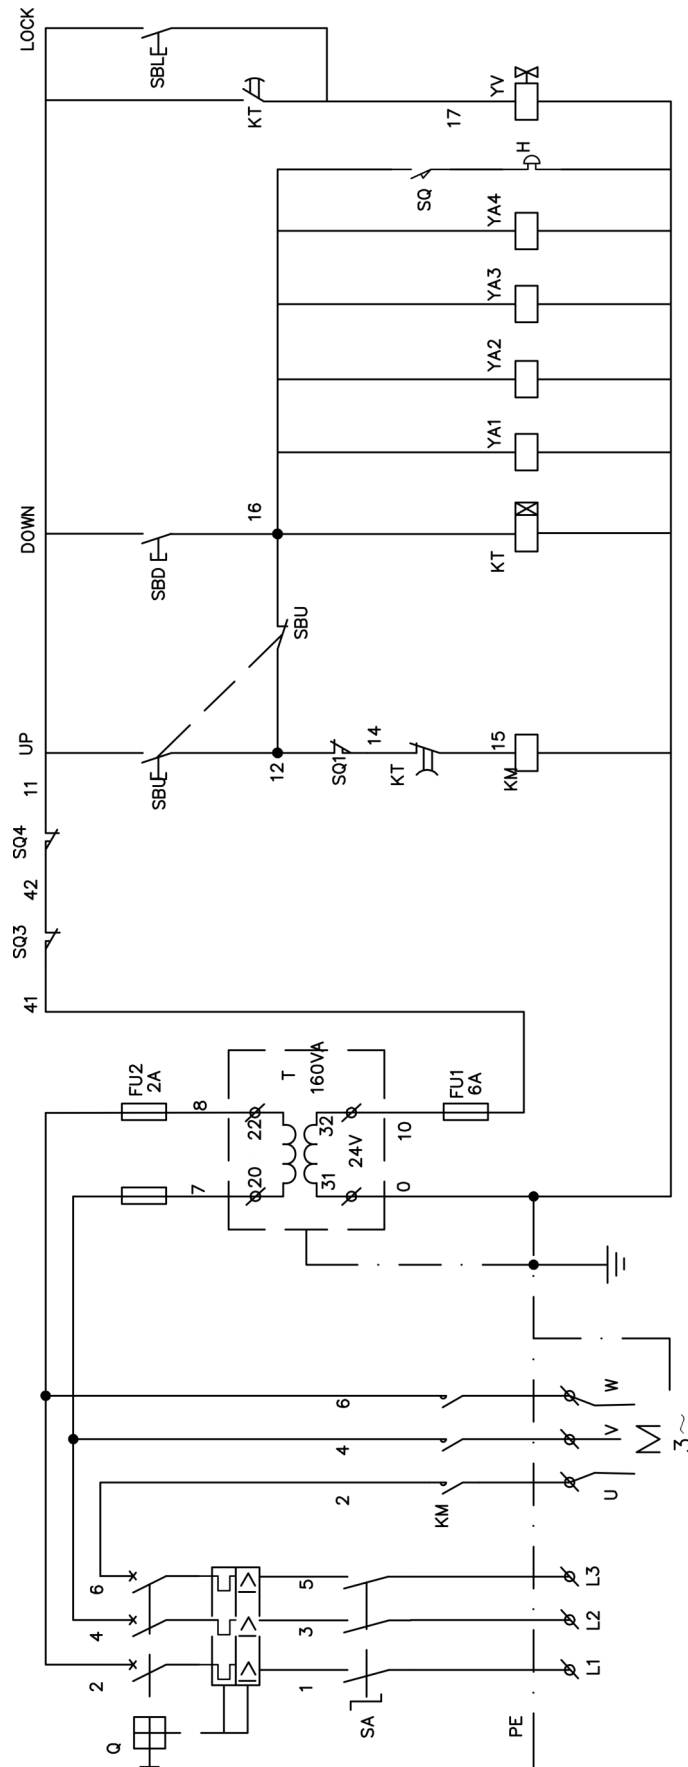 Q
2
4
6
1
3
5
SA
PE
L1
L2
L3
2
4
6
KM
U
V
W
M
3~
FU2
2A
7
8
20
22
T
160VA
31
32
24V
0
10
FU1
6A
41
SQ3
42
SQ4
11
UP
SBU
12
SQ1
14
KT
15
KM
SBU
DOWN
SBD
16
KT
YA1
YA2
YA3
YA4
SQ
H
LOCK
SBL
KT
17
YV